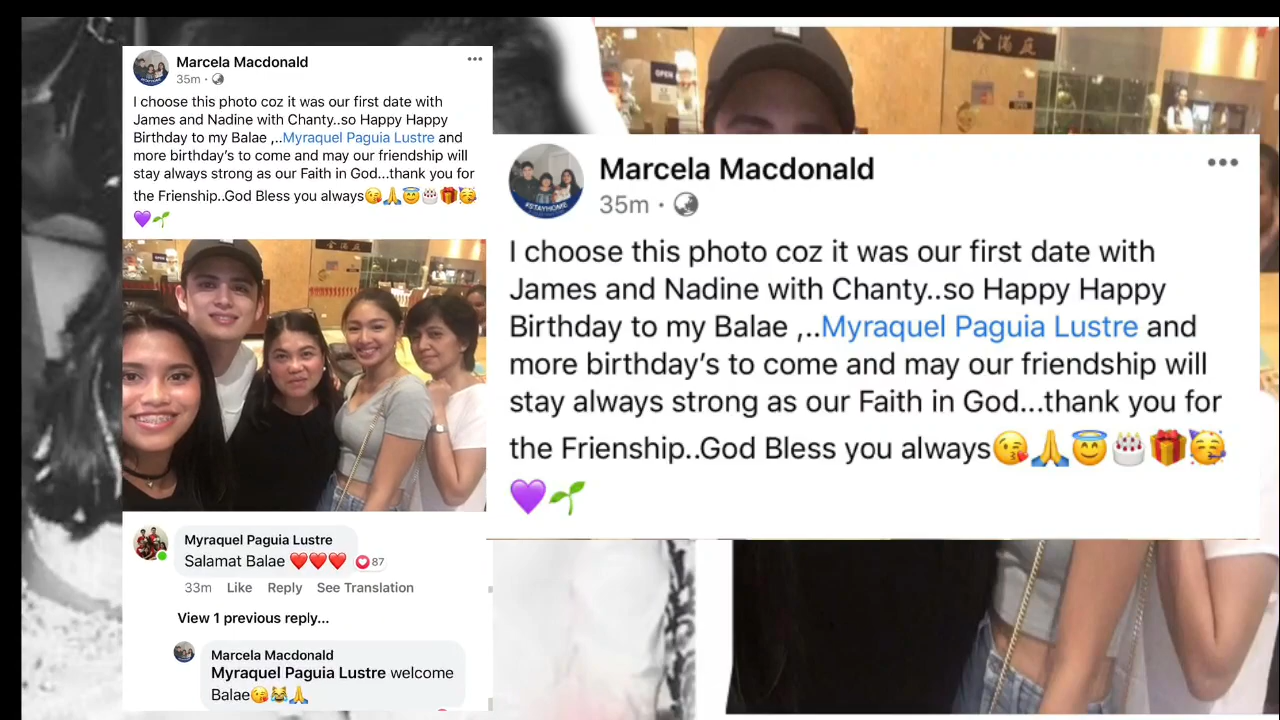 Marcela Macdonald
35m ·
I choose this photo coz it was our first date with
James and Nadine with Chanty..so Happy Happy
Birthday to my Balae ,..Myraquel Paguia Lustre and
more birthday's to come and may our friendship will
stay always strong as our Faith in God...thank you for
the Frienship..God Bless you always😘🙏😇🎂🎁🥳
💜🌱
Myraquel Paguia Lustre
Salamat Balae ❤️❤️❤️ 87
33m Like Reply See Translation
View 1 previous reply...
Marcela Macdonald
Myraquel Paguia Lustre welcome
Balae😘😹🙏
金滿庭
OPEN
Marcela Macdonald
35m ·
#STAYHOME
I choose this photo coz it was our first date with
James and Nadine with Chanty..so Happy Happy
Birthday to my Balae ,..Myraquel Paguia Lustre and
more birthday's to come and may our friendship will
stay always strong as our Faith in God...thank you for
the Frienship..God Bless you always😘🙏😇🎂🎁🥳
💜🌱